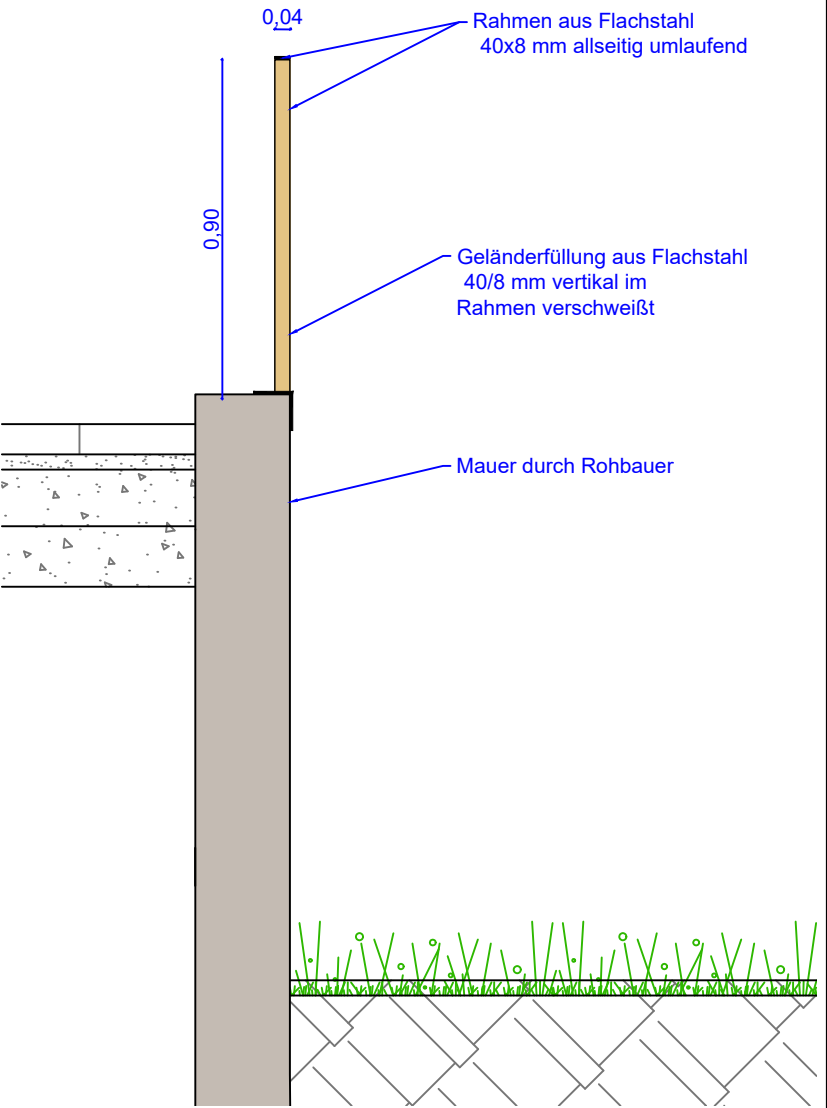 0,04
Rahmen aus Flachstahl
40x8 mm allseitig umlaufend
0,90
Geländerfüllung aus Flachstahl
40/8 mm vertikal im
Rahmen verschweißt
Mauer durch Rohbauer